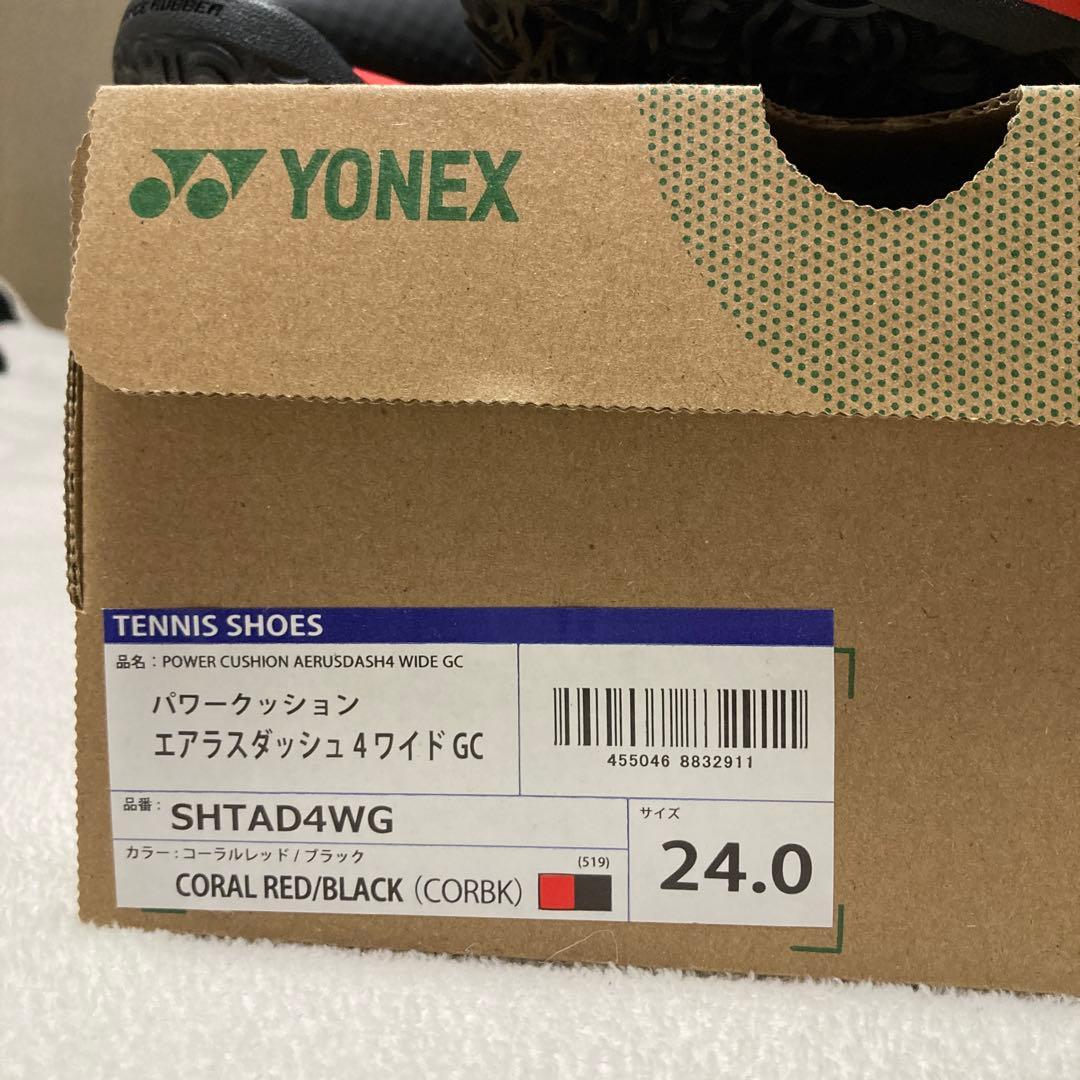 YONEX
TENNIS SHOES
品名：POWER CUSHION AERUSDASH4 WIDE GC
パワークッション
エアラスダッシュ 4 ワイド GC
455046 8832911
品番：
SHTAD4WG
サイズ
24.0
カラー：コーラルレッド / ブラック
(519)
CORAL RED/BLACK (CORBK)